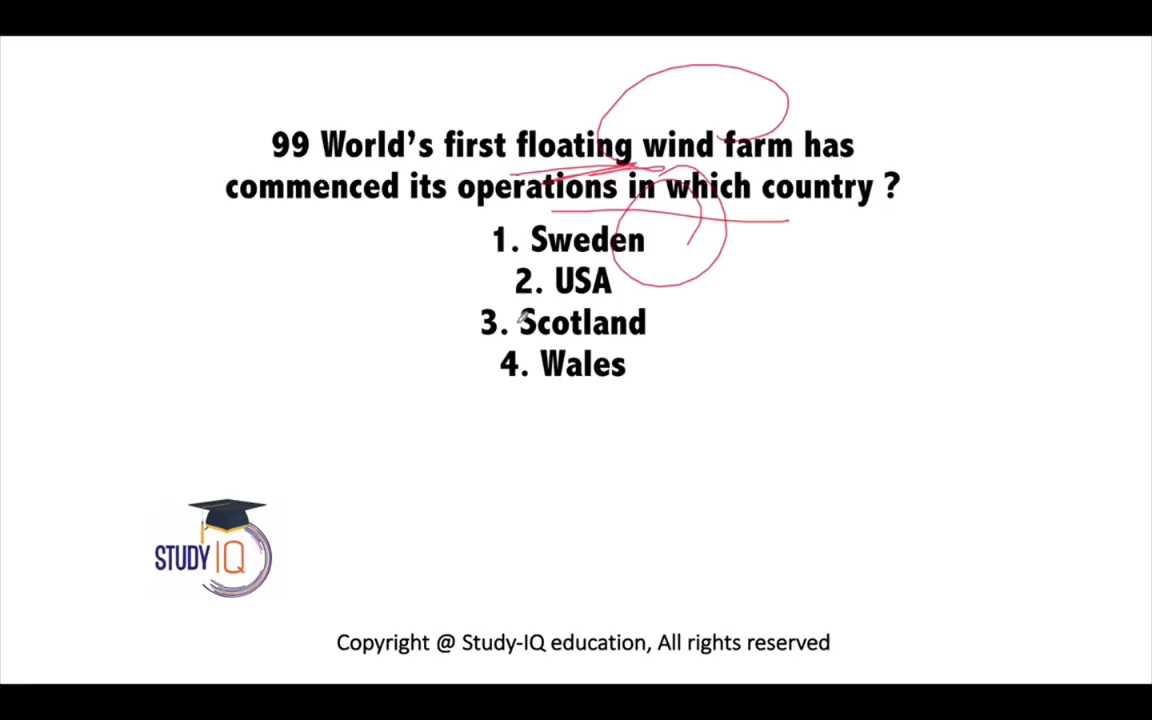 99 World's first floating wind farm has
commenced its operations in which country ?
1. Sweden
2. USA
3. Scotland
4. Wales
STUDY IQ
Copyright @ Study-IQ education, All rights reserved